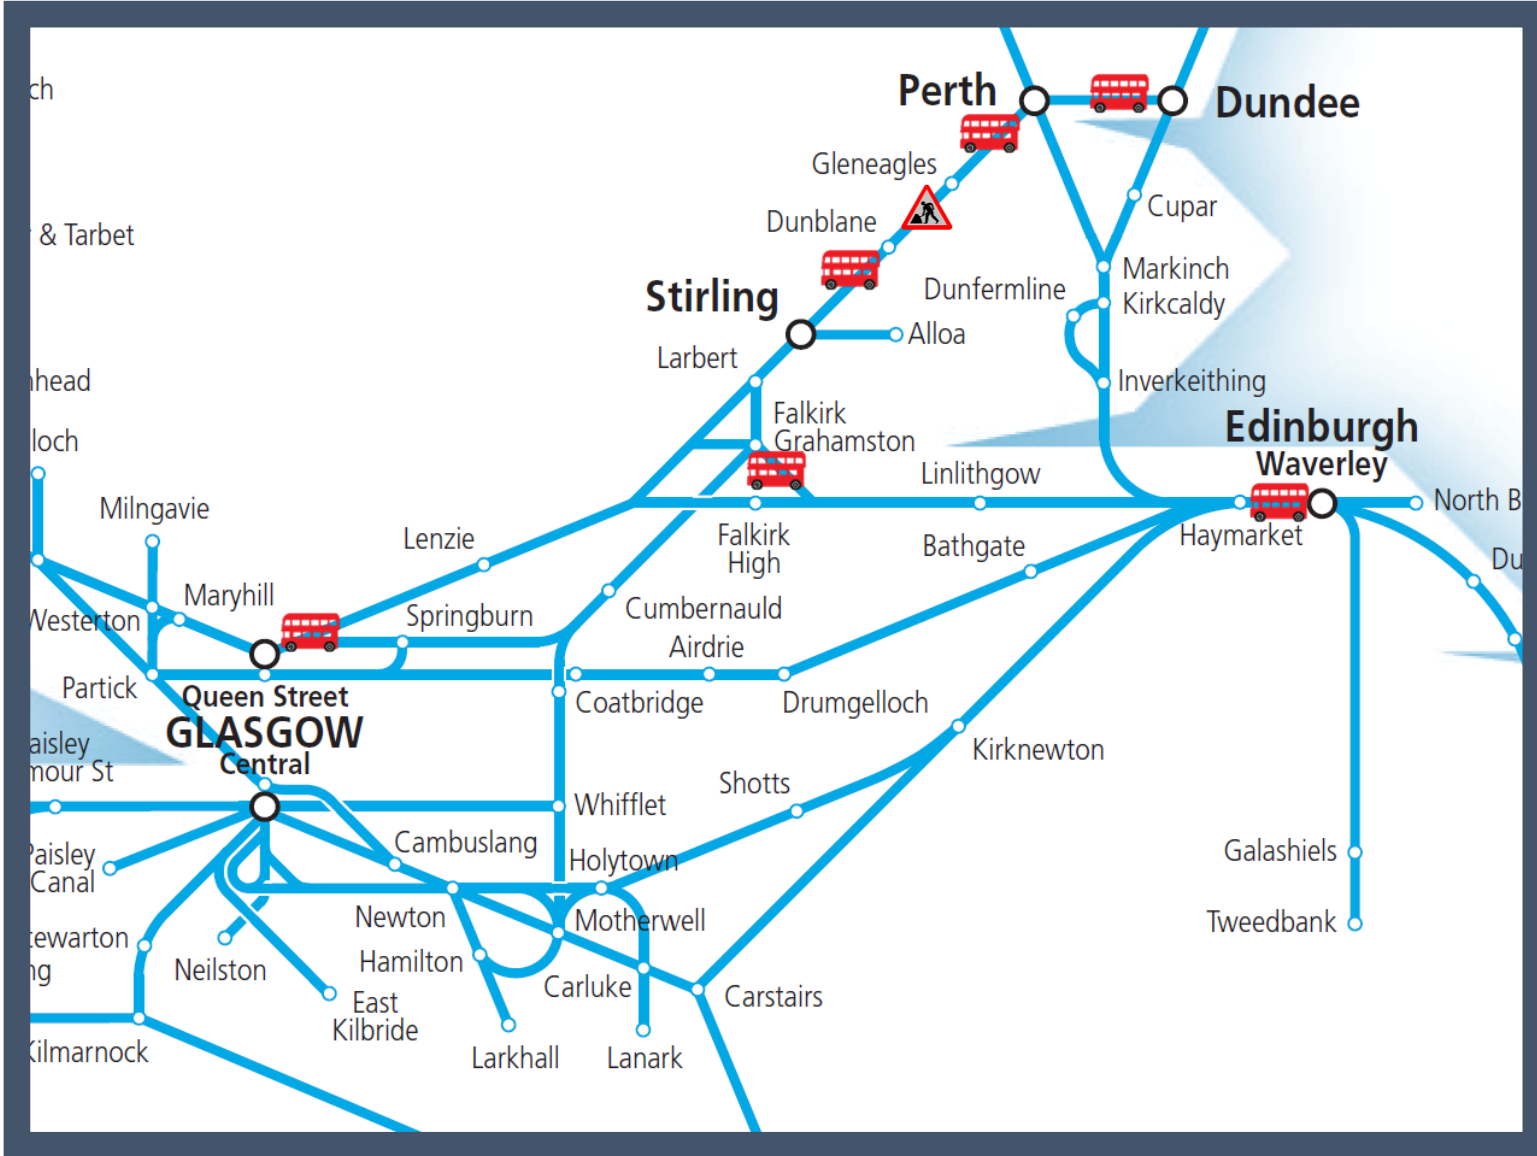 ch
Perth
Dundee
Gleneagles
Cupar
Dunblane
& Tarbet
Markinch
Dunfermline
Kirkcaldy
Stirling
Alloa
Larbert
nhead
Inverkeithing
Falkirk
Grahamston
Edinburgh
Waverley
loch
Linlithgow
North B
Milngavie
Lenzie
Falkirk
High
Haymarket
Bathgate
Du
Maryhill
Westerton
Springburn
Cumbernauld
Airdrie
Partick
Queen Street
GLASGOW
Central
Coatbridge
Drumgelloch
aisley
mour St
Kirknewton
Shotts
Whifflet
Cambuslang
Paisley
Canal
Holytown
Galashiels
Newton
Motherwell
Tweedbank
tewarton
ng
Neilston
Hamilton
Carluke
Carstairs
East
Kilbride
Kilmarnock
Larkhall
Lanark